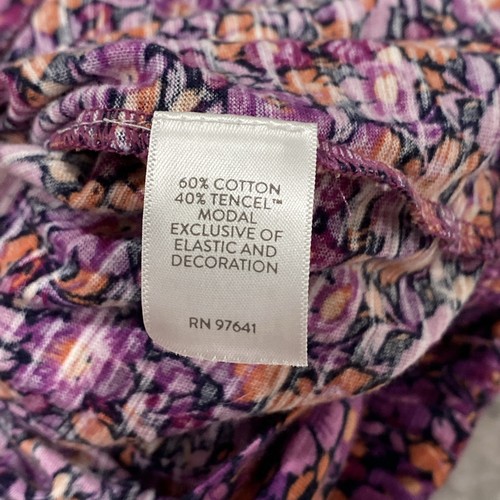 60% COTTON
40% TENCEL™
MODAL
EXCLUSIVE OF
ELASTIC AND
DECORATION
RN 97641